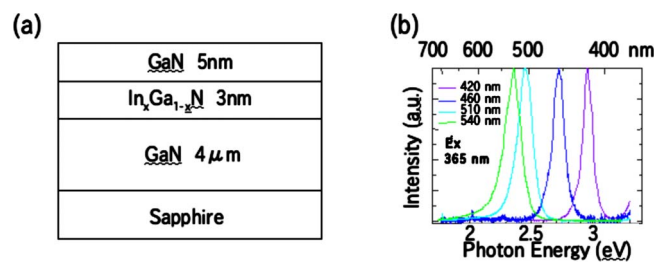 (a)
GaN 5nm
InxGa1-xN 3nm
GaN 4μm
Sapphire
(b)
700 600 500 400 nm
Intensity (a.u.)
420 nm
460 nm
510 nm
540 nm
Ex
365 nm
2 2.5 3
Photon Energy (eV)